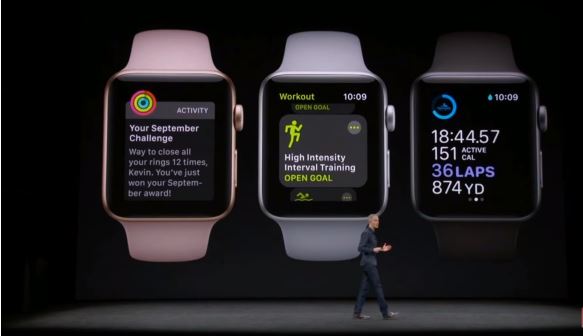 ACTIVITY
Your September
Challenge
Way to close all
your rings 12 times,
Kevin. You've just
won your Septem-
ber award!
Workout 10:09
OPEN GOAL
High Intensity
Interval Training
OPEN GOAL
10:09
18:44.57
151 ACTIVE
CAL
36 LAPS
874 YD